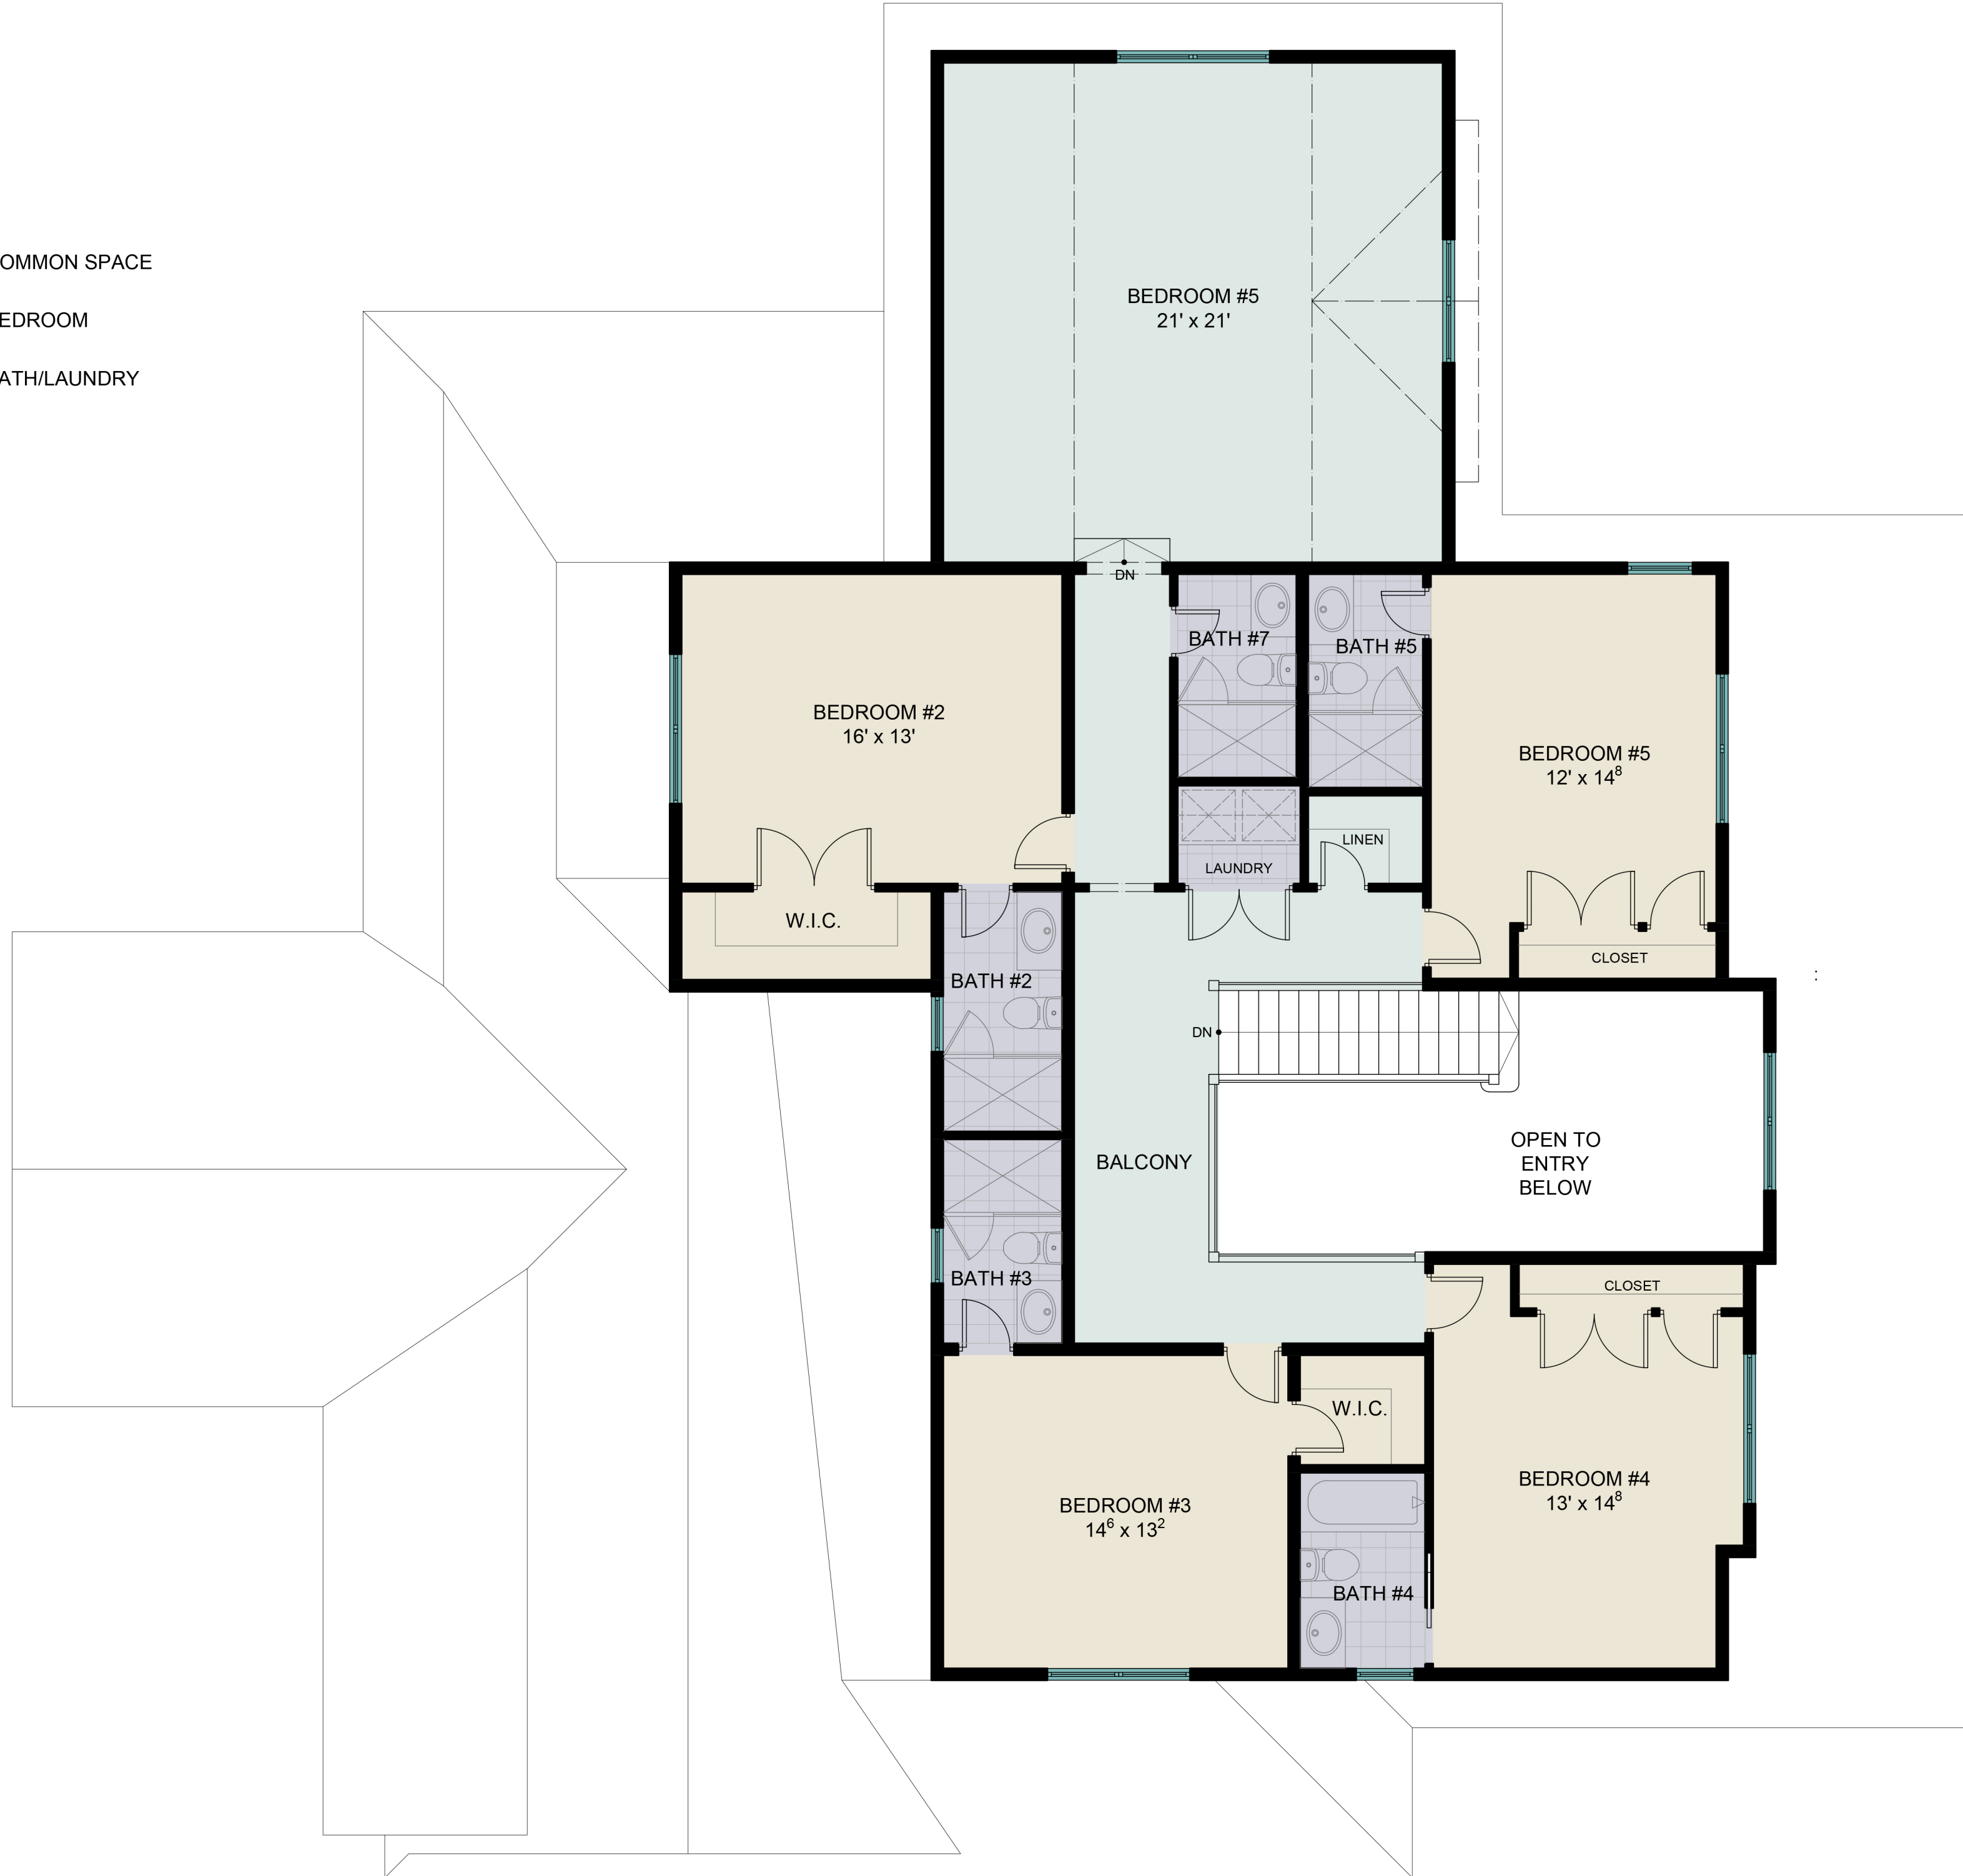 OMMON SPACE
EDROOM
ATH/LAUNDRY
BEDROOM #5
21' x 21'
DN
BATH #7
BATH #5
BEDROOM #2
16' x 13'
BEDROOM #5
12' x 14⁸
LINEN
LAUNDRY
W.I.C.
CLOSET
BATH #2
:
DN
OPEN TO
ENTRY
BELOW
BALCONY
BATH #3
CLOSET
W.I.C.
BEDROOM #3
14⁶ x 13²
BEDROOM #4
13' x 14⁸
BATH #4